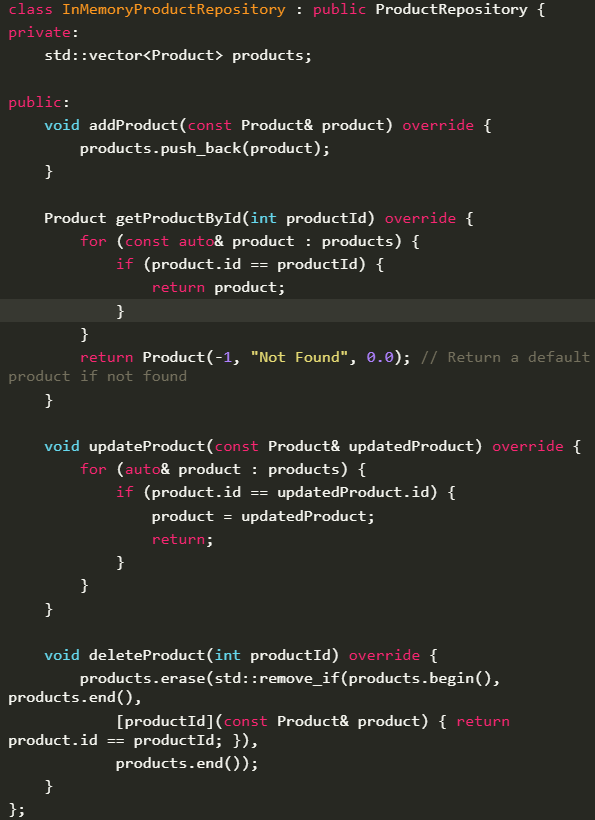 class InMemoryProductRepository : public ProductRepository {
private:
    std::vector<Product> products;

public:
    void addProduct(const Product& product) override {
        products.push_back(product);
    }

    Product getProductById(int productId) override {
        for (const auto& product : products) {
            if (product.id == productId) {
                return product;
            }
        }
        return Product(-1, "Not Found", 0.0); // Return a default
product if not found
    }

    void updateProduct(const Product& updatedProduct) override {
        for (auto& product : products) {
            if (product.id == updatedProduct.id) {
                product = updatedProduct;
                return;
            }
        }
    }

    void deleteProduct(int productId) override {
        products.erase(std::remove_if(products.begin(),
products.end(),
            [productId](const Product& product) { return
product.id == productId; }),
            products.end());
    }
};